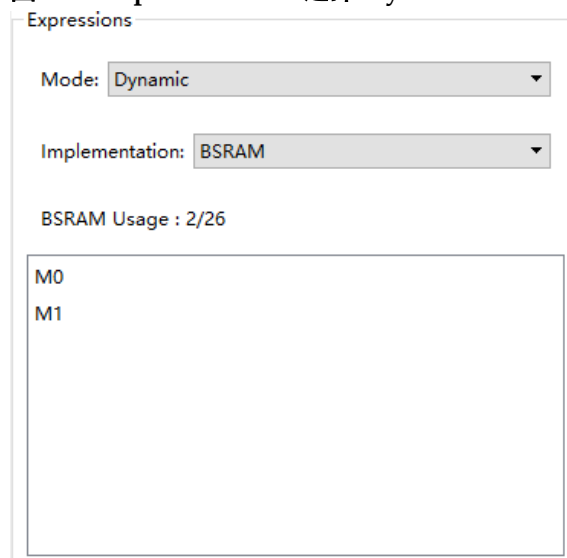 Expressions
Mode: Dynamic
Implementation: BSRAM
BSRAM Usage : 2/26
M0
M1